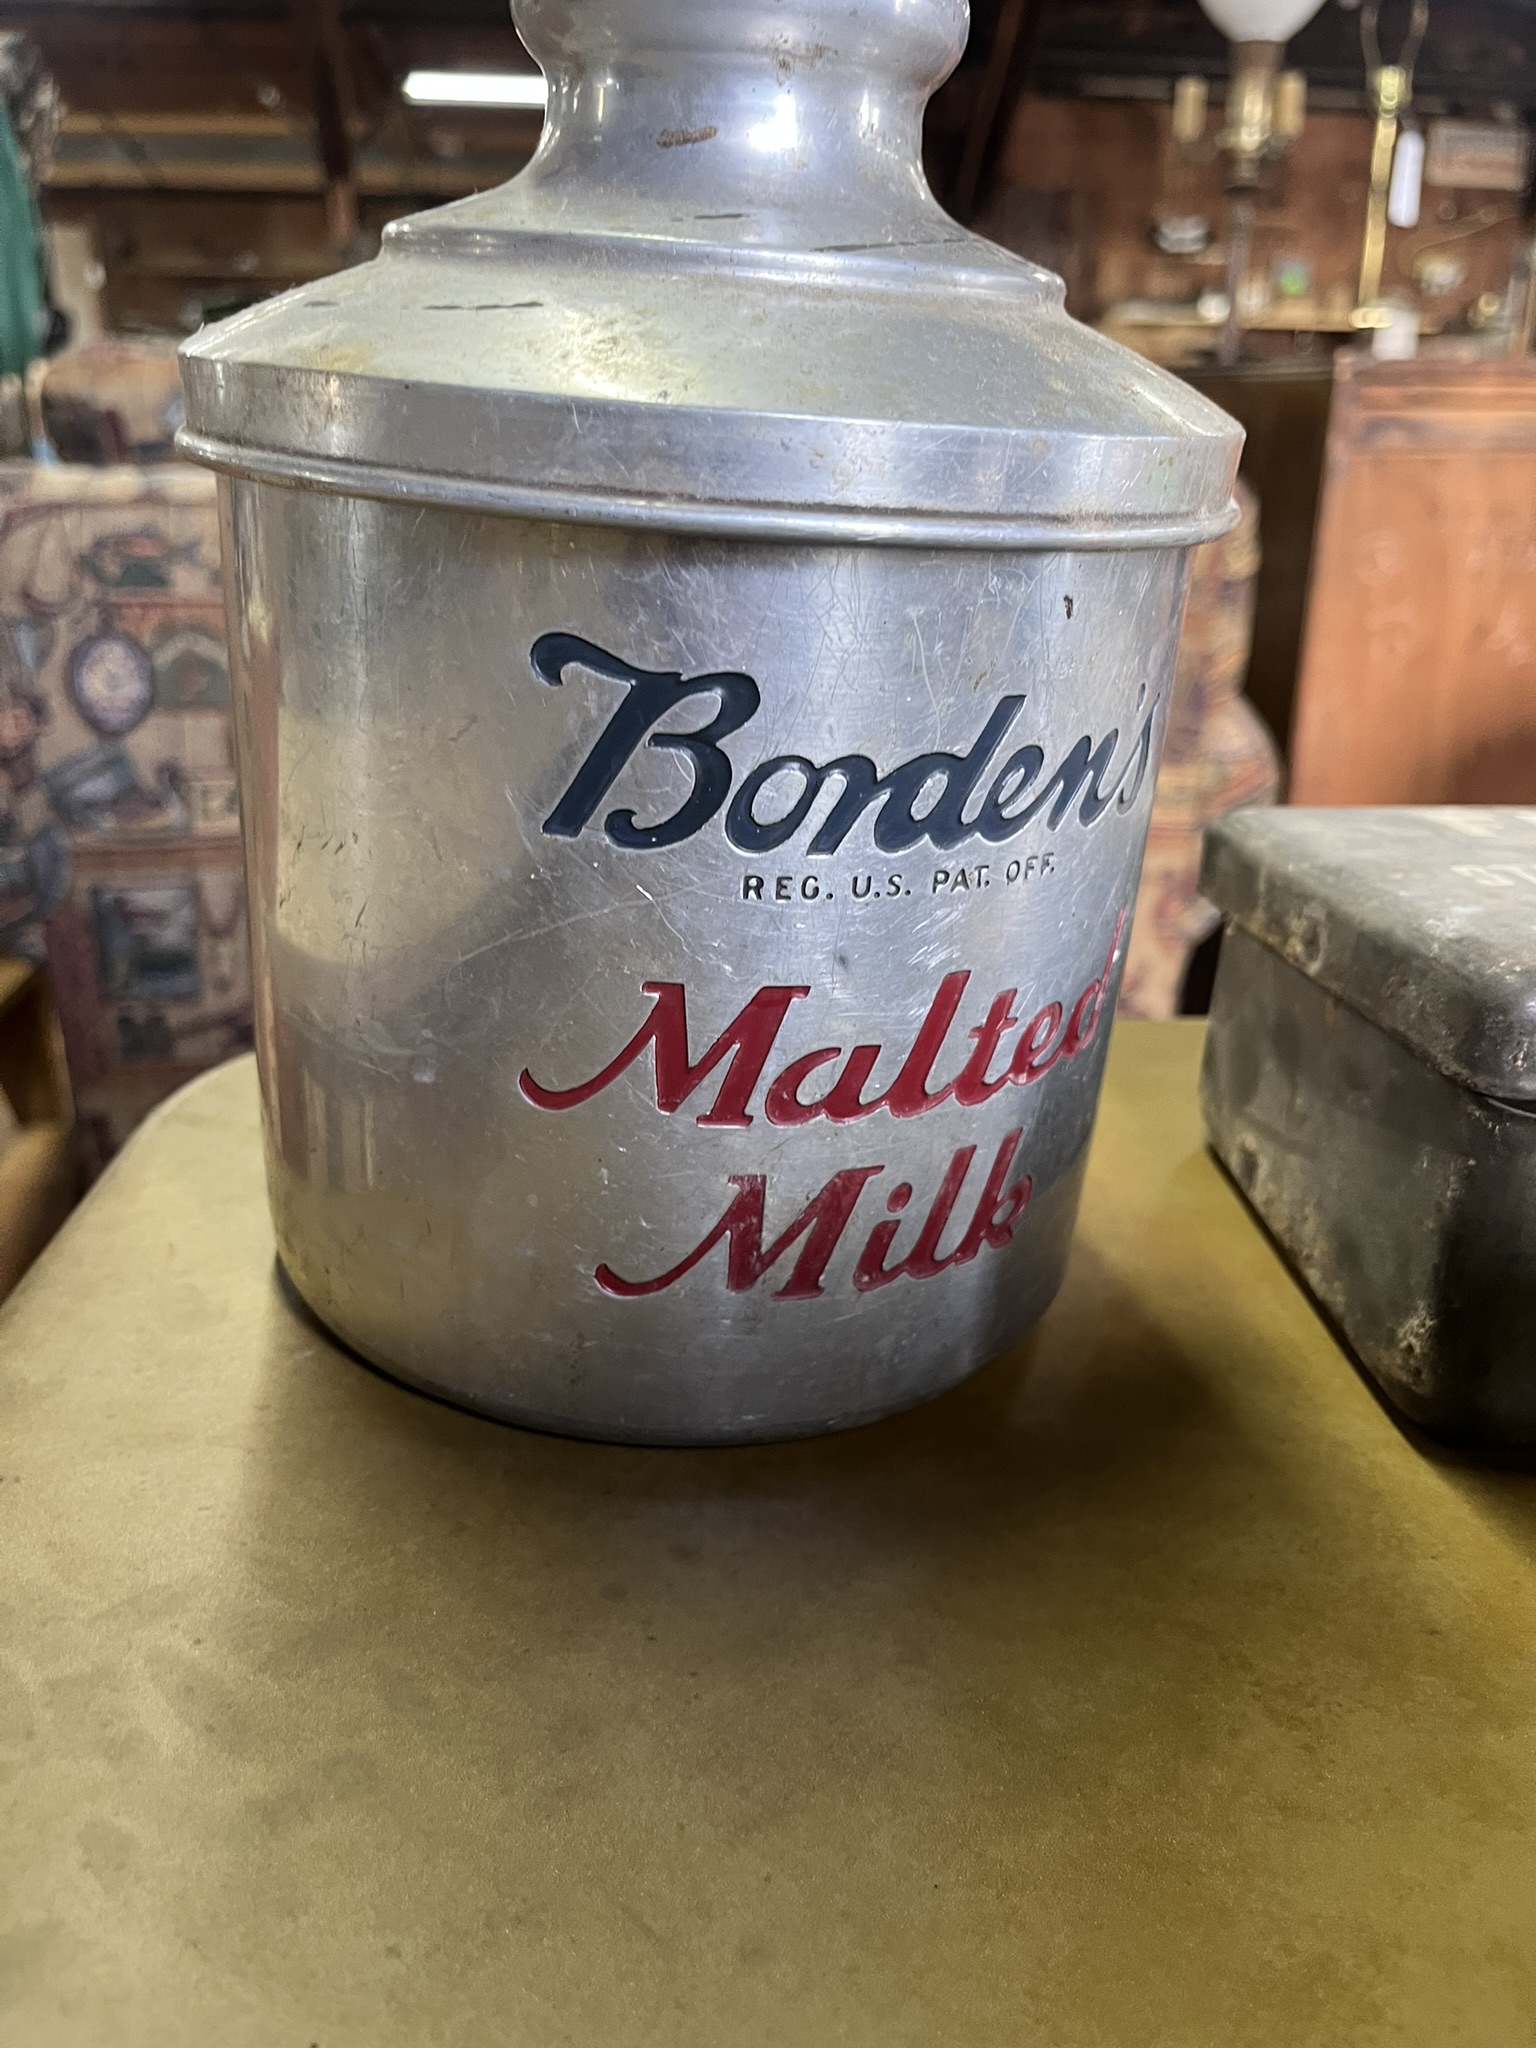 Borden's
REG. U.S. PAT. OFF.
Malted
Milk